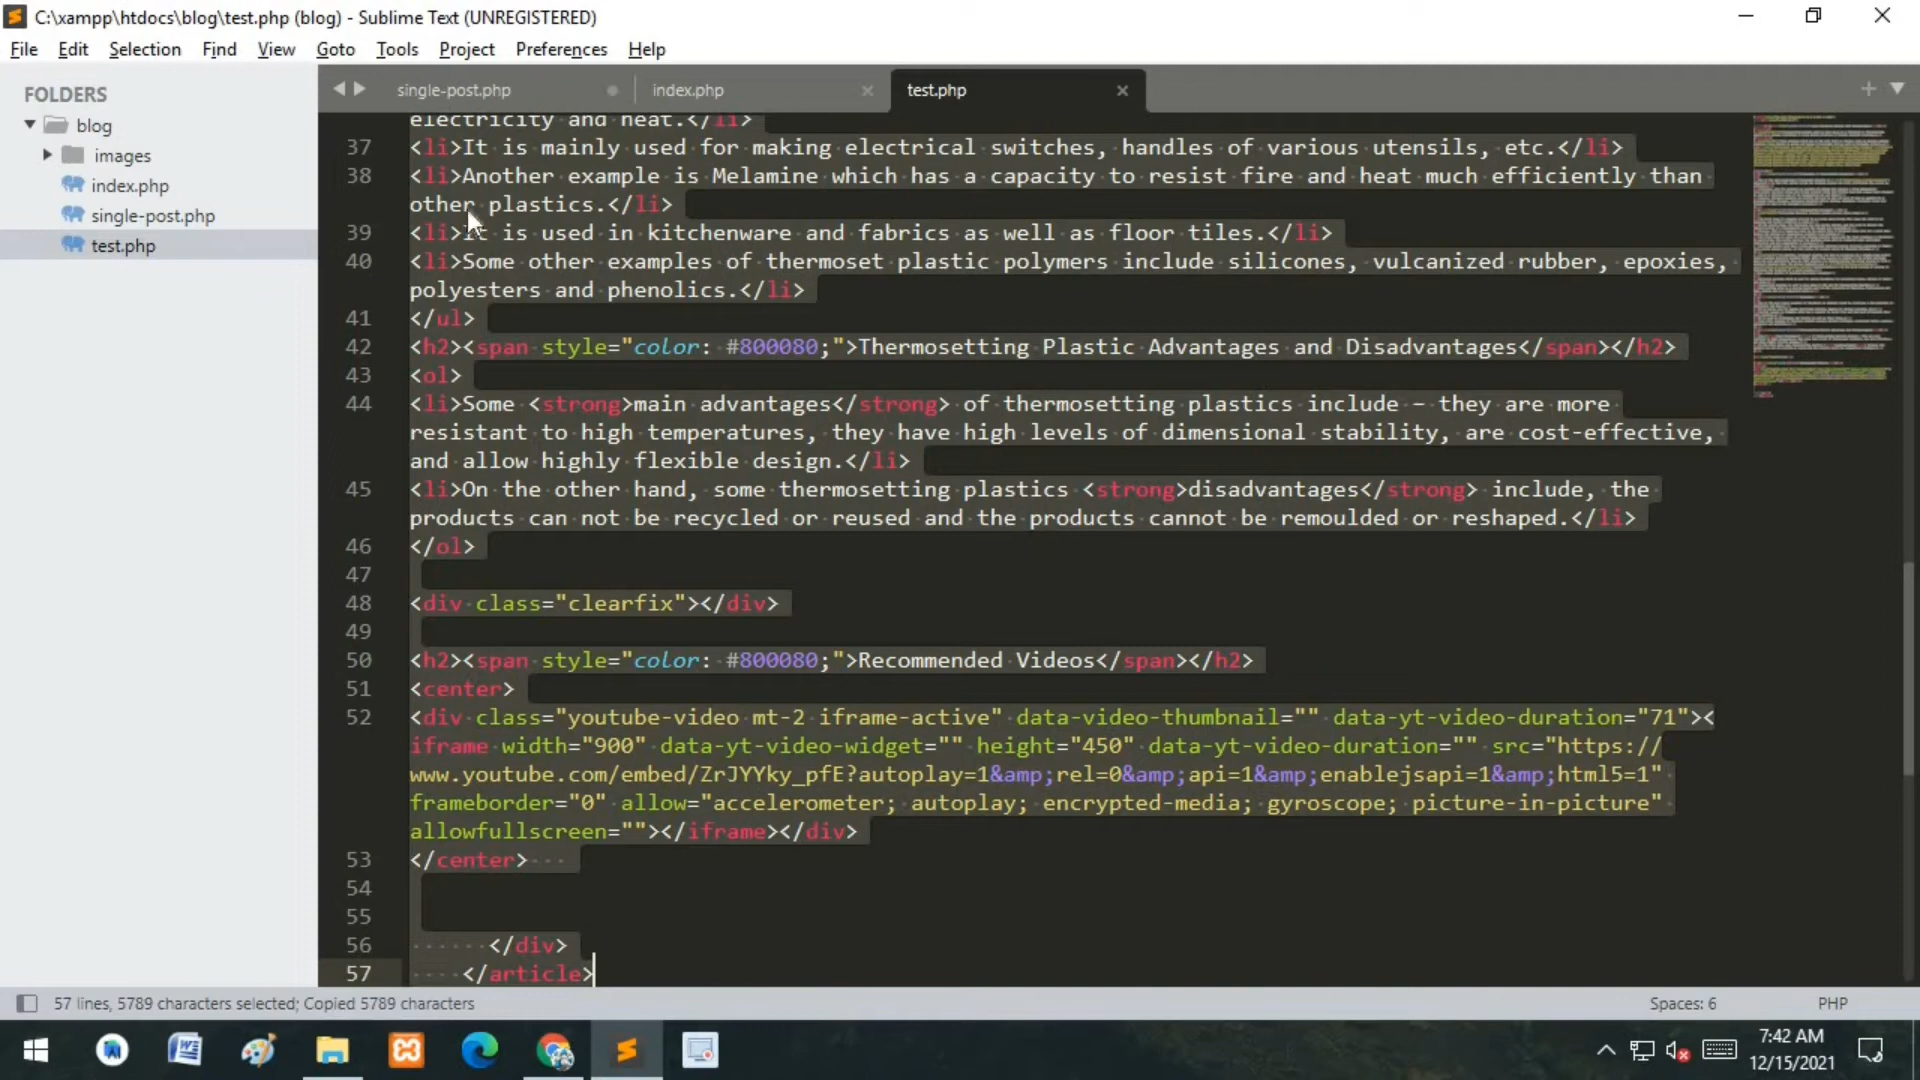 C:\xampp\htdocs\blog\test.php (blog) - Sublime Text (UNREGISTERED)
File Edit Selection Find View Goto Tools Project Preferences Help
FOLDERS
blog
images
index.php
single-post.php
test.php
single-post.php index.php test.php
electricity and heat.</li>
37 <li>It is mainly used for making electrical switches, handles of various utensils, etc.</li>
38 <li>Another example is Melamine which has a capacity to resist fire and heat much efficiently than
other plastics.</li>
39 <li>It is used in kitchenware and fabrics as well as floor tiles.</li>
40 <li>Some other examples of thermoset plastic polymers include silicones, vulcanized rubber, epoxies,
polyesters and phenolics.</li>
41 </ul>
42 <h2><span style="color: #800080;">Thermosetting Plastic Advantages and Disadvantages</span></h2>
43 <ol>
44 <li>Some <strong>main advantages</strong> of thermosetting plastics include – they are more
resistant to high temperatures, they have high levels of dimensional stability, are cost-effective,
and allow highly flexible design.</li>
45 <li>On the other hand, some thermosetting plastics <strong>disadvantages</strong> include, the
products can not be recycled or reused and the products cannot be remoulded or reshaped.</li>
46 </ol>
47
48 <div class="clearfix"></div>
49
50 <h2><span style="color: #800080;">Recommended Videos</span></h2>
51 <center>
52 <div class="youtube-video mt-2 iframe-active" data-video-thumbnail="" data-yt-video-duration="71"><
iframe width="900" data-yt-video-widget="" height="450" data-yt-video-duration="" src="https://
www.youtube.com/embed/ZrJYYky_pfE?autoplay=1&amp;rel=0&amp;api=1&amp;enablejsapi=1&amp;html5=1"
frameborder="0" allow="accelerometer; autoplay; encrypted-media; gyroscope; picture-in-picture"
allowfullscreen=""></iframe></div>
53 </center>
54
55
56 </div>
57 </article>
57 lines, 5789 characters selected; Copied 5789 characters
Spaces: 6 PHP
7:42 AM
12/15/2021